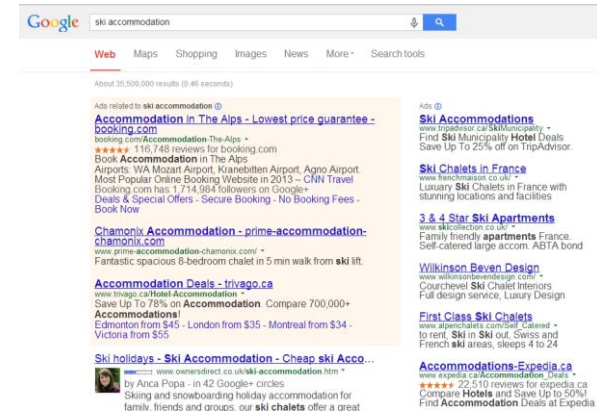 Google
ski accommodation
Web Maps Shopping Images News More Search tools
About 35,500,000 results (0.46 seconds)
Ads related to ski accommodation
Accommodation in The Alps - Lowest price guarantee -
booking.com
booking.com/Accommodation-The-Alps
116,748 reviews for booking.com
Book Accommodation in The Alps
Airports: WA Mozart Airport, Kranebitten Airport, Agno Airport.
Most Popular Online Booking Website in 2013 – CNN Travel
Booking.com has 1,714,984 followers on Google+
Deals & Special Offers - Secure Booking - No Booking Fees -
Book Now
Chamonix Accommodation - prime-accommodation-
chamonix.com
www.prime-accommodation-chamonix.com/
Fantastic spacious 8-bedroom chalet in 5 min walk from ski lift.
Accommodation Deals - trivago.ca
www.trivago.ca/Hotel-Accommodation
Save Up To 78% on Accommodation. Compare 700,000+
Accommodations!
Edmonton from $45 - London from $35 - Montreal from $34 -
Victoria from $55
Ski holidays - Ski Accommodation - Cheap ski Acco...
www.ownersdirect.co.uk/ski-accommodation.htm
by Anca Popa - in 42 Google+ circles
Skiing and snowboarding holiday accommodation for
family, friends and groups, our ski chalets offer a great
Ads
Ski Accommodations
www.tripadvisor.ca/SkiMunicipality
Find Ski Municipality Hotel Deals
Save Up To 25% off on TripAdvisor.
Ski Chalets in France
www.frenchmaison.co.uk/
Luxuary Ski Chalets in France with
stunning locations and facilities
3 & 4 Star Ski Apartments
www.skicollection.co.uk/
Family friendly apartments France.
Self-catered large accom. ABTA bond
Wilkinson Beven Design
www.wilkinsonbevendesign.com/
Courchevel Ski Chalet Interiors
Full design service, Luxury Design
First Class Ski Chalets
www.alpenchalets.com/Self_Catered
to rent, Ski in Ski out, Swiss and
French ski areas, sleeps 4 to 24
Accommodations-Expedia.ca
www.expedia.ca/Accommodation_Deals
22,510 reviews for expedia.ca
Compare Hotels and Save Up to 50%!
Find Accommodation Deals at Expedia